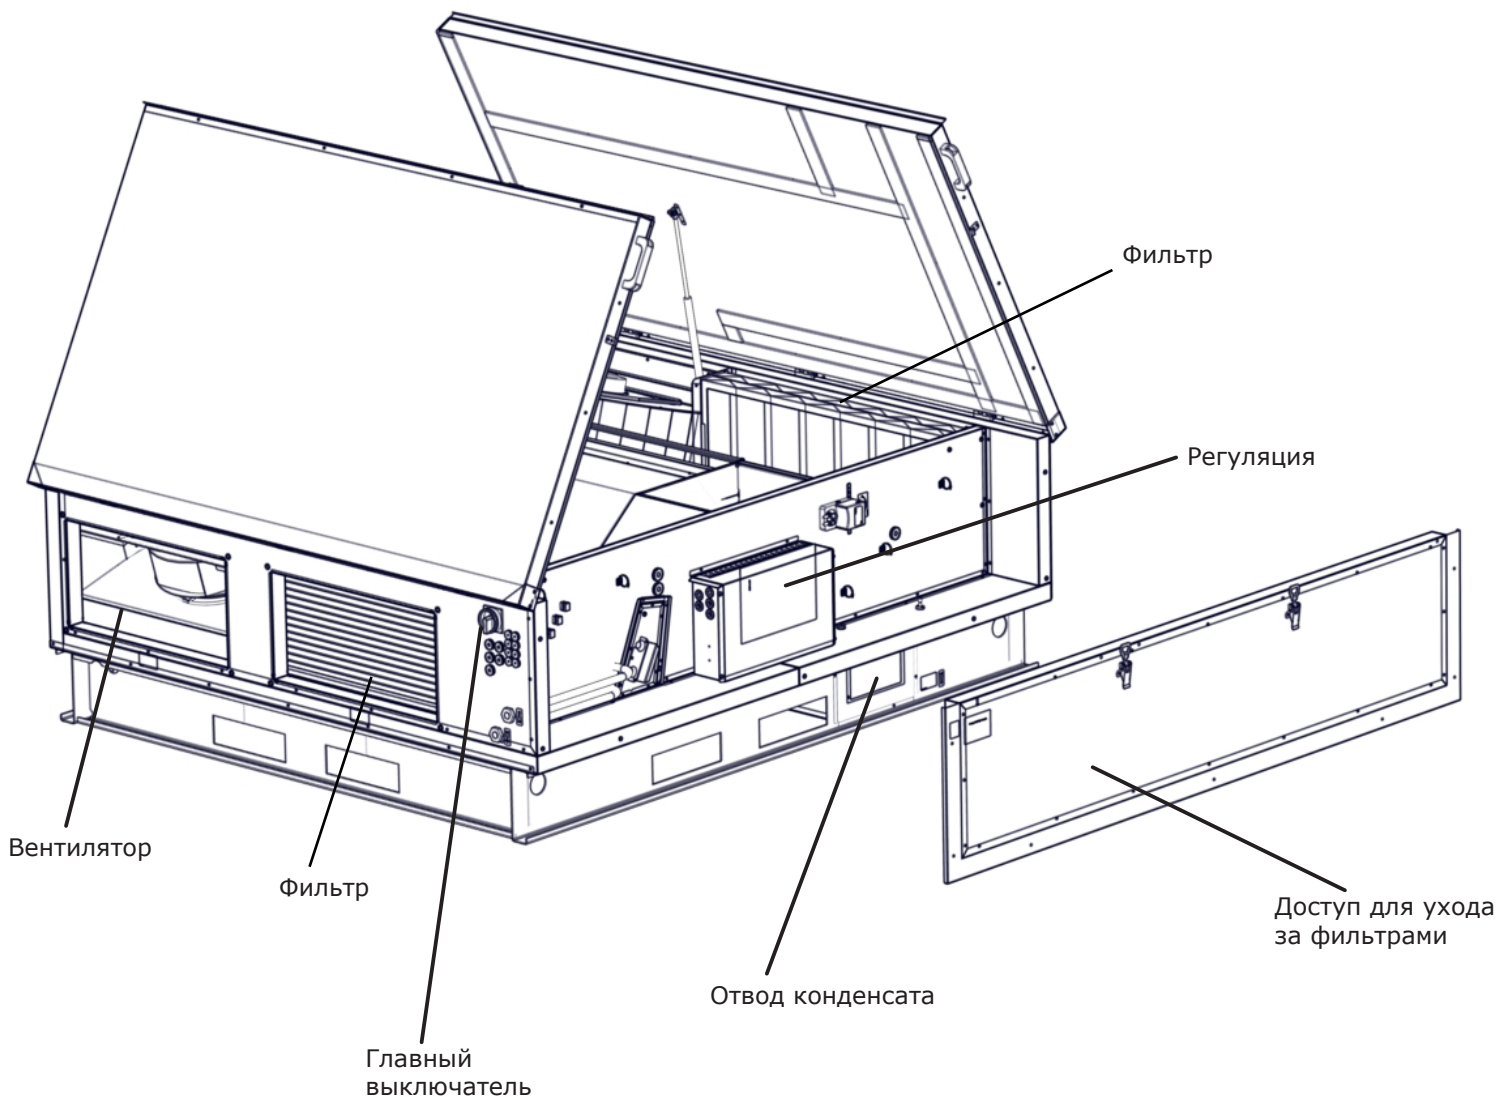 Фильтр
Регуляция
Вентилятор
Фильтр
Доступ для ухода
за фильтрами
Отвод конденсата
Главный
выключатель